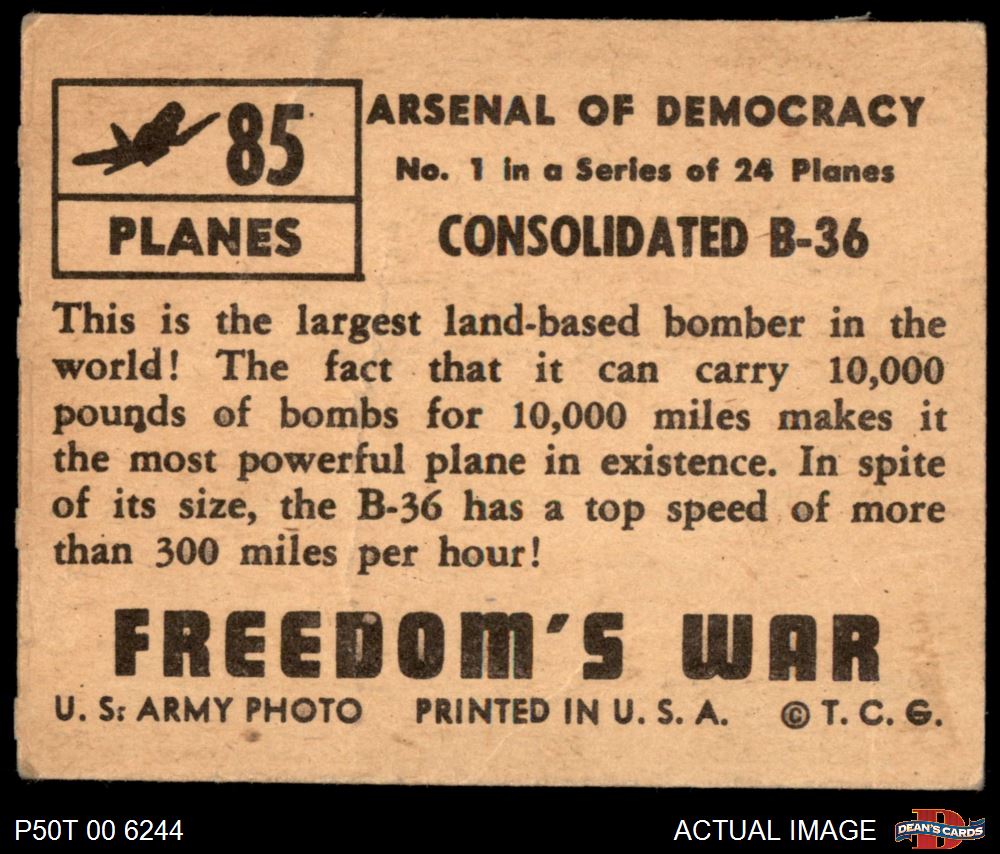 85
PLANES
ARSENAL OF DEMOCRACY
No. 1 in a Series of 24 Planes
CONSOLIDATED B-36
This is the largest land-based bomber in the
world! The fact that it can carry 10,000
pounds of bombs for 10,000 miles makes it
the most powerful plane in existence. In spite
of its size, the B-36 has a top speed of more
than 300 miles per hour!
FREEDOM'S WAR
U. S. ARMY PHOTO PRINTED IN U. S. A. © T. C. G.
P50T 00 6244
ACTUAL IMAGE
D
DEAN'S CARDS